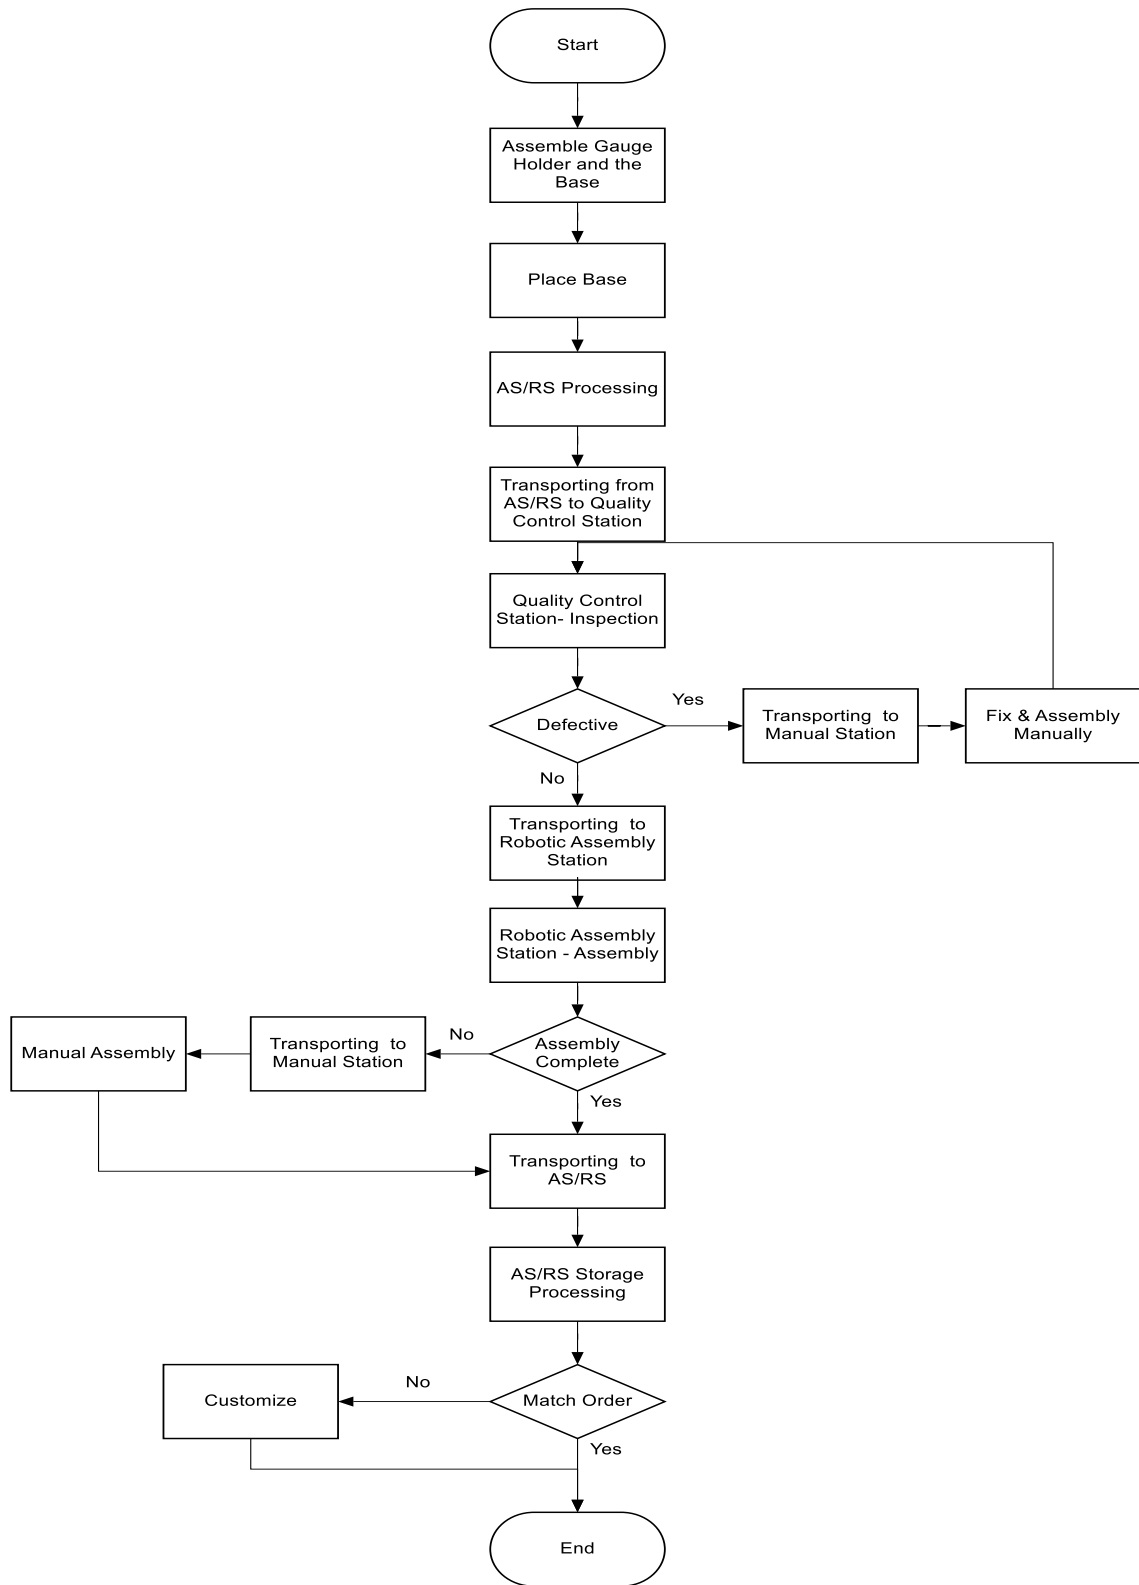 Start
Assemble Gauge
Holder and the
Base
Place Base
AS/RS Processing
Transporting from
AS/RS to Quality
Control Station
Quality Control
Station- Inspection
Defective
Yes
Transporting  to
Manual Station
Fix & Assembly
Manually
No
Transporting  to
Robotic Assembly
Station
Robotic Assembly
Station - Assembly
Assembly
Complete
No
Transporting  to
Manual Station
Manual Assembly
Yes
Transporting  to
AS/RS
AS/RS Storage
Processing
Match Order
No
Customize
Yes
End